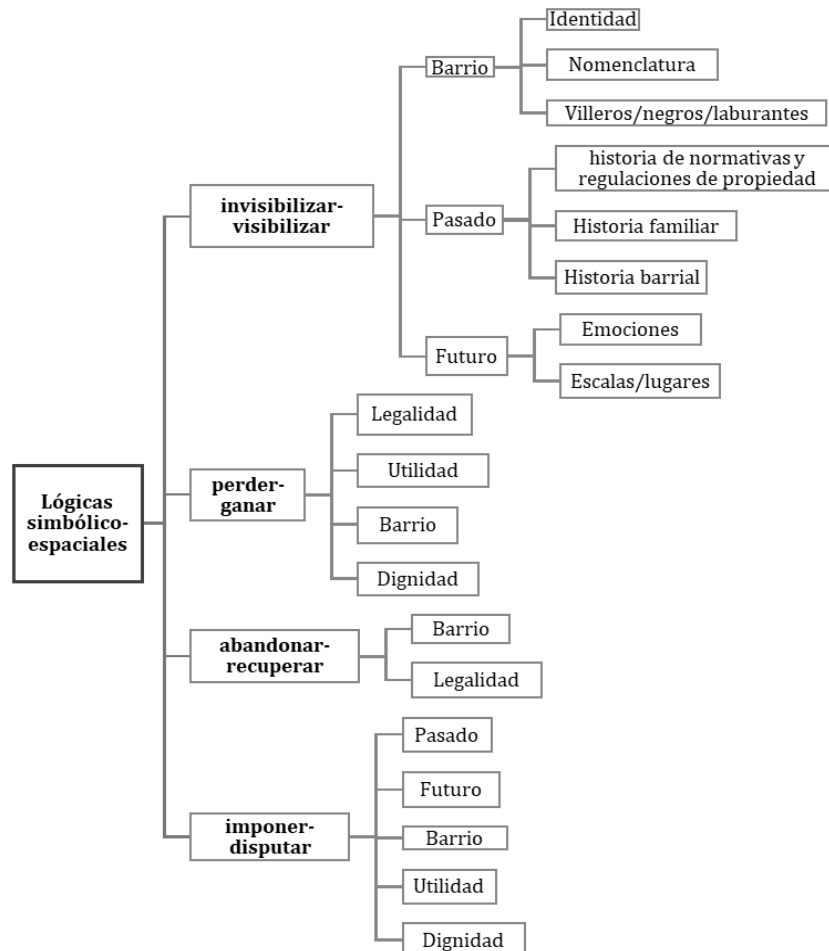 Lógicas
simbólico-
espaciales
invisibilizar-
visibilizar
Barrio
Identidad
Nomenclatura
Villeros/negros/laburantes
Pasado
historia de normativas y
regulaciones de propiedad
Historia familiar
Historia barrial
Futuro
Emociones
Escalas/lugares
perder-
ganar
Legalidad
Utilidad
Barrio
Dignidad
abandonar-
recuperar
Barrio
Legalidad
imponer-
disputar
Pasado
Futuro
Barrio
Utilidad
Dignidad